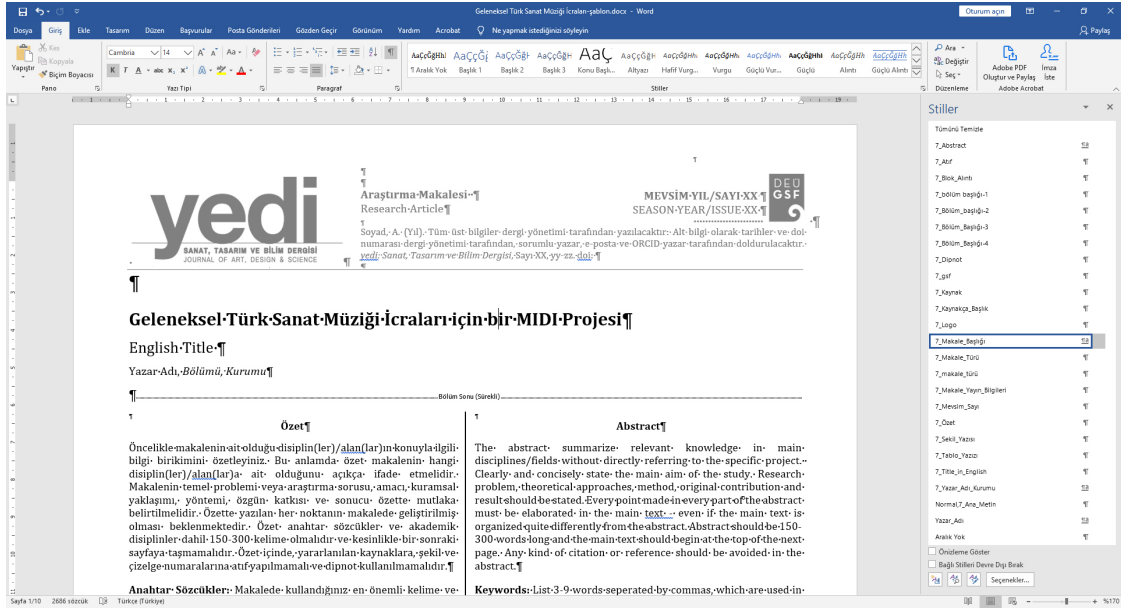 Geleneksel Türk Sanat Müziği İcraları-şablon.docx - Word
Oturum açın
Dosya Giriş Ekle Tasarım Düzen Başvurular Posta Gönderileri Gözden Geçir Görünüm Yardım Acrobat Ne yapmak istediğinizi söyleyin Paylaş
Yapıştır
Kes
Kopyala
Biçim Boyacısı
Cambria 14
1 Aralık Yok Başlık 1 Başlık 2 Başlık 3 Konu Başlı... Altyazı Hafif Vurg... Vurgu Güçlü Vur... Güçlü Alıntı Güçlü Alıntı
Ara
Değiştir
Seç
Adobe PDF Oluştur ve Paylaş
İmza İste
Pano Yazı Tipi Paragraf Stiller Düzenleme Adobe Acrobat
yedi
SANAT, TASARIM VE BİLİM DERGİSİ
JOURNAL OF ART, DESIGN & SCIENCE
Araştırma Makalesi
Research Article
MEVSİM YIL/SAYI XX
SEASON YEAR/ISSUE XX
DEÜ
GSF
Soyad, A. (Yıl). Tüm üst bilgiler dergi yönetimi tarafından yazılacaktır. Alt bilgi olarak tarihler ve doi
numarası dergi yönetimi tarafından, sorumlu yazar, e-posta ve ORCID yazar tarafından doldurulacaktır.
yedi: Sanat, Tasarım ve Bilim Dergisi, Sayı XX, yy-zz. doi:
Geleneksel Türk Sanat Müziği İcraları için bir MIDI Projesi
English Title
Yazar Adı, Bölümü, Kurumu
Bölüm Sonu (Sürekli)
Özet
Öncelikle makalenin ait olduğu disiplin(ler)/alan(lar)ın konuyla ilgili
bilgi birikimini özetleyiniz. Bu anlamda özet makalenin hangi
disiplin(ler)/alan(lar)a ait olduğunu açıkça ifade etmelidir.
Makalenin temel problemi veya araştırma sorusu, amacı, kuramsal
yaklaşımı, yöntemi, özgün katkısı ve sonucu özette mutlaka
belirtilmelidir. Özette yazılan her noktanın makalede geliştirilmiş
olması beklenmektedir. Özet anahtar sözcükler ve akademik
disiplinler dahil 150-300 kelime olmalıdır ve kesinlikle bir sonraki
sayfaya taşmamalıdır. Özet içinde, yararlanılan kaynaklara, şekil ve
çizelge numaralarına atıf yapılmamalı ve dipnot kullanılmamalıdır.
Anahtar Sözcükler: Makalede kullandığınız en önemli kelime ve
Abstract
The abstract summarize relevant knowledge in main
disciplines/fields without directly referring to the specific project.
Clearly and concisely state the main aim of the study. Research
problem, theoretical approaches, method, original contribution and
result should be stated. Every point made in every part of the abstract
must be elaborated in the main text - even if the main text is
organized quite differently from the abstract. Abstract should be 150-
300 words long and the main text should begin at the top of the next
page. Any kind of citation or reference should be avoided in the
abstract.
Keywords: List 3-9 words seperated by commas, which are used in
Stiller
Tümünü Temizle
7_Abstract
7_Atıf
7_Blok_Alıntı
7_bölüm başlığı-1
7_Bölüm_başlığı-2
7_Bölüm_Başlığı-3
7_Bölüm_Başlığı-4
7_Dipnot
7_gsf
7_Kaynak
7_Kaynakça_Başlık
7_Logo
7_Makale_Başlığı
7_Makale_Türü
7_makale_türü
7_Makale_Yayın_Bilgileri
7_Mevsim_Sayı
7_Özet
7_Sekil_Yazısı
7_Tablo_Yazızı
7_Title_in_English
7_Yazar_Adı_Kurumu
Normal,7_Ana_Metin
Yazar_Adı
Aralık Yok
Önizleme Göster
Bağlı Stilleri Devre Dışı Bırak
Seçenekler...
Sayfa 1/10 2686 sözcük Türkçe (Türkiye) %170